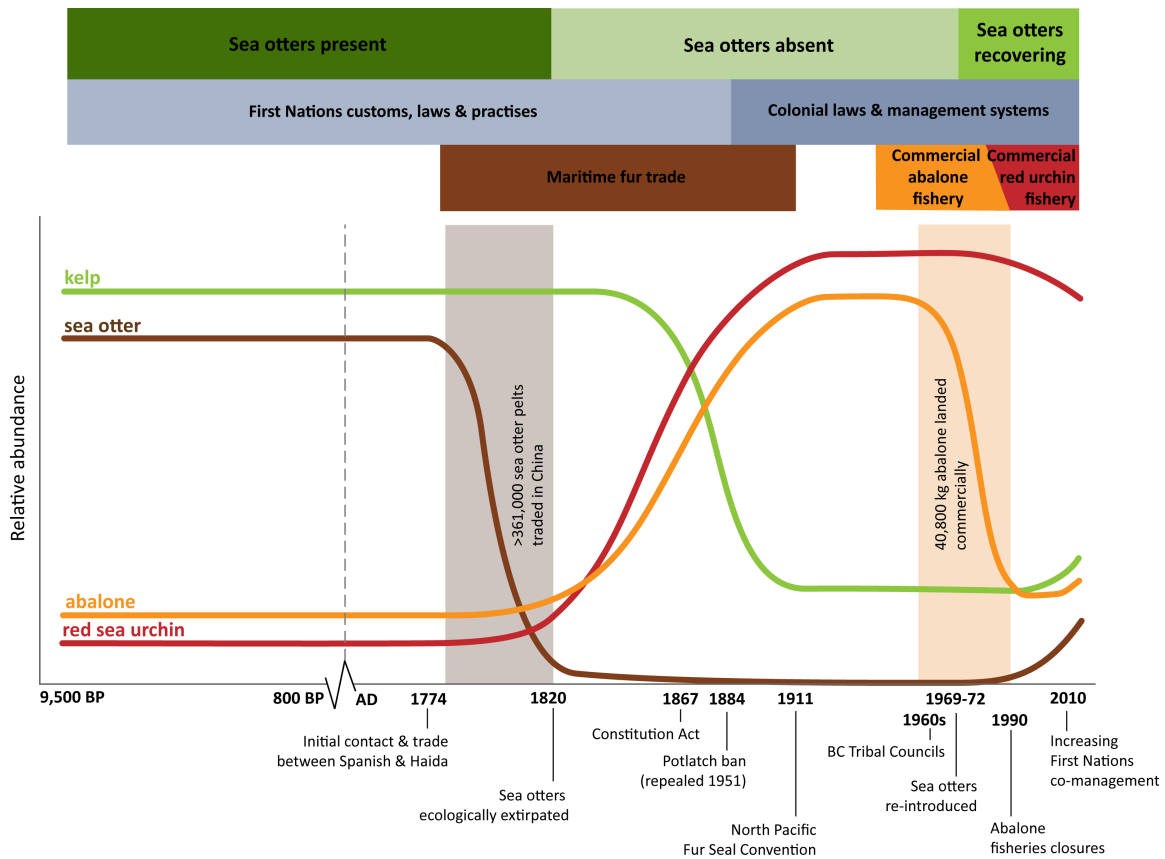 Sea otters present
Sea otters absent
Sea otters
recovering
First Nations customs, laws & practises
Colonial laws & management systems
Maritime fur trade
Commercial
abalone
fishery
Commercial
red urchin
fishery
kelp
sea otter
abalone
red sea urchin
Relative abundance
>361,000 sea otter pelts
traded in China
40,800 kg abalone landed
commercially
9,500 BP
800 BP
AD
1774
1820
1867
1884
1911
1960s
1969-72
1990
2010
Initial contact & trade
between Spanish & Haida
Sea otters
ecologically extirpated
Constitution Act
Potlatch ban
(repealed 1951)
North Pacific
Fur Seal Convention
BC Tribal Councils
Sea otters
re-introduced
Abalone
fisheries closures
Increasing
First Nations
co-management